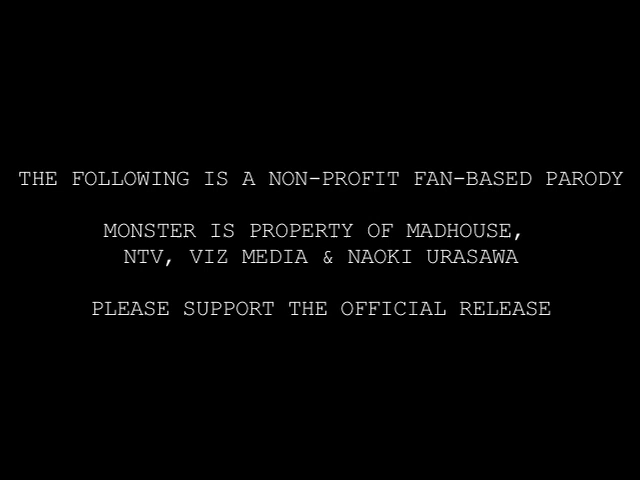 THE FOLLOWING IS A NON-PROFIT FAN-BASED PARODY
MONSTER IS PROPERTY OF MADHOUSE,
NTV, VIZ MEDIA & NAOKI URASAWA
PLEASE SUPPORT THE OFFICIAL RELEASE